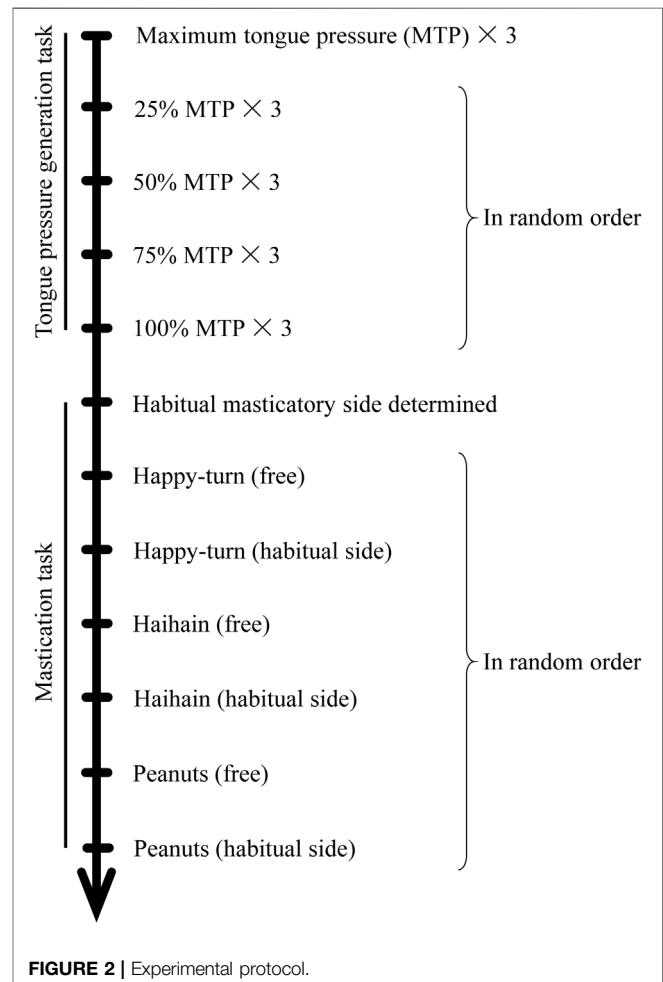 Tongue pressure generation task
Maximum tongue pressure (MTP) × 3
25% MTP × 3
50% MTP × 3
75% MTP × 3
100% MTP × 3
In random order
Mastication task
Habitual masticatory side determined
Happy-turn (free)
Happy-turn (habitual side)
Haihain (free)
Haihain (habitual side)
Peanuts (free)
Peanuts (habitual side)
In random order
FIGURE 2 | Experimental protocol.